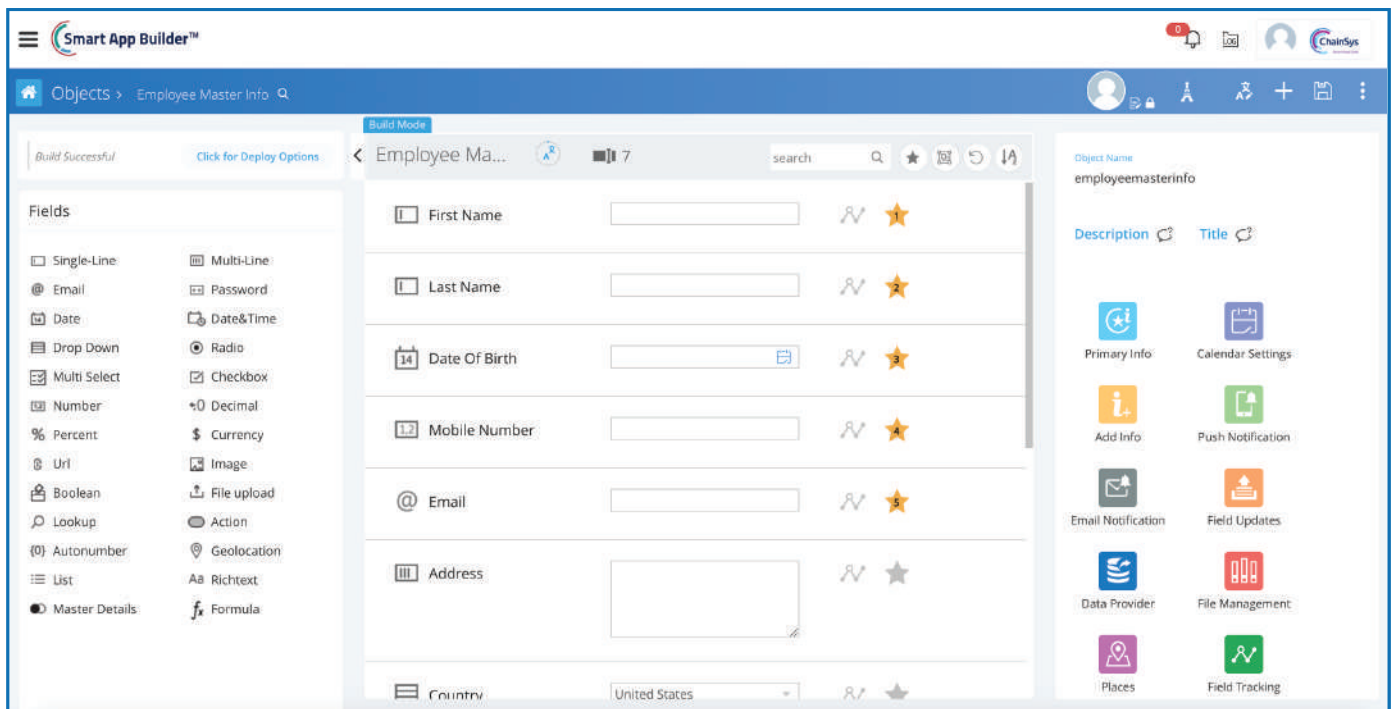 Smart App Builder™
0
LOG
ChainSys
Objects > Employee Master Info
Build Mode
Build Successful
Click for Deploy Options
Employee Ma...
7
search
Fields
Single-Line
Multi-Line
Email
Password
Date
Date&Time
Drop Down
Radio
Multi Select
Checkbox
Number
Decimal
Percent
Currency
Url
Image
Boolean
File upload
Lookup
Action
Autonumber
Geolocation
List
Richtext
Master Details
Formula
First Name
1
Last Name
2
14 Date Of Birth
3
1,2 Mobile Number
4
@ Email
5
Address
Country
United States
Object Name
employeemasterinfo
Description
Title
Primary Info
Calendar Settings
Add Info
Push Notification
Email Notification
Field Updates
Data Provider
File Management
Places
Field Tracking